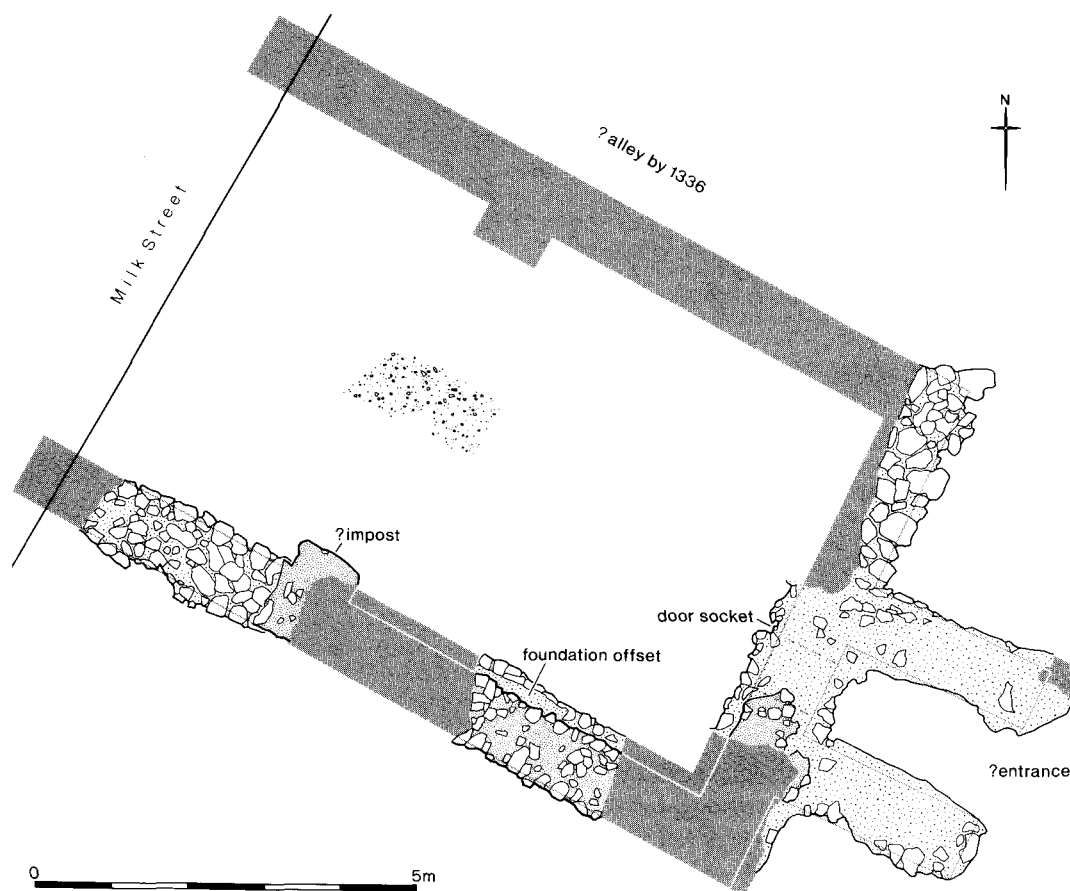 N
? alley by 1336
Milk Street
?impost
door socket
foundation offset
?entrance
0 5m